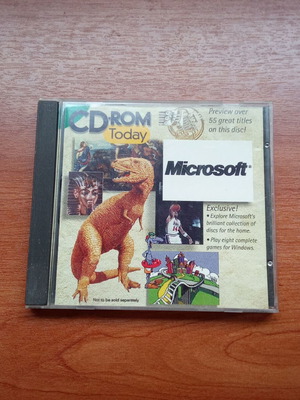 CD-ROM
Today
Preview over
55 great titles
on this disc!
Microsoft®
Exclusive!
• Explore Microsoft's
brilliant collection of
discs for the home.
• Play eight complete
games for Windows.
Not to be sold separately